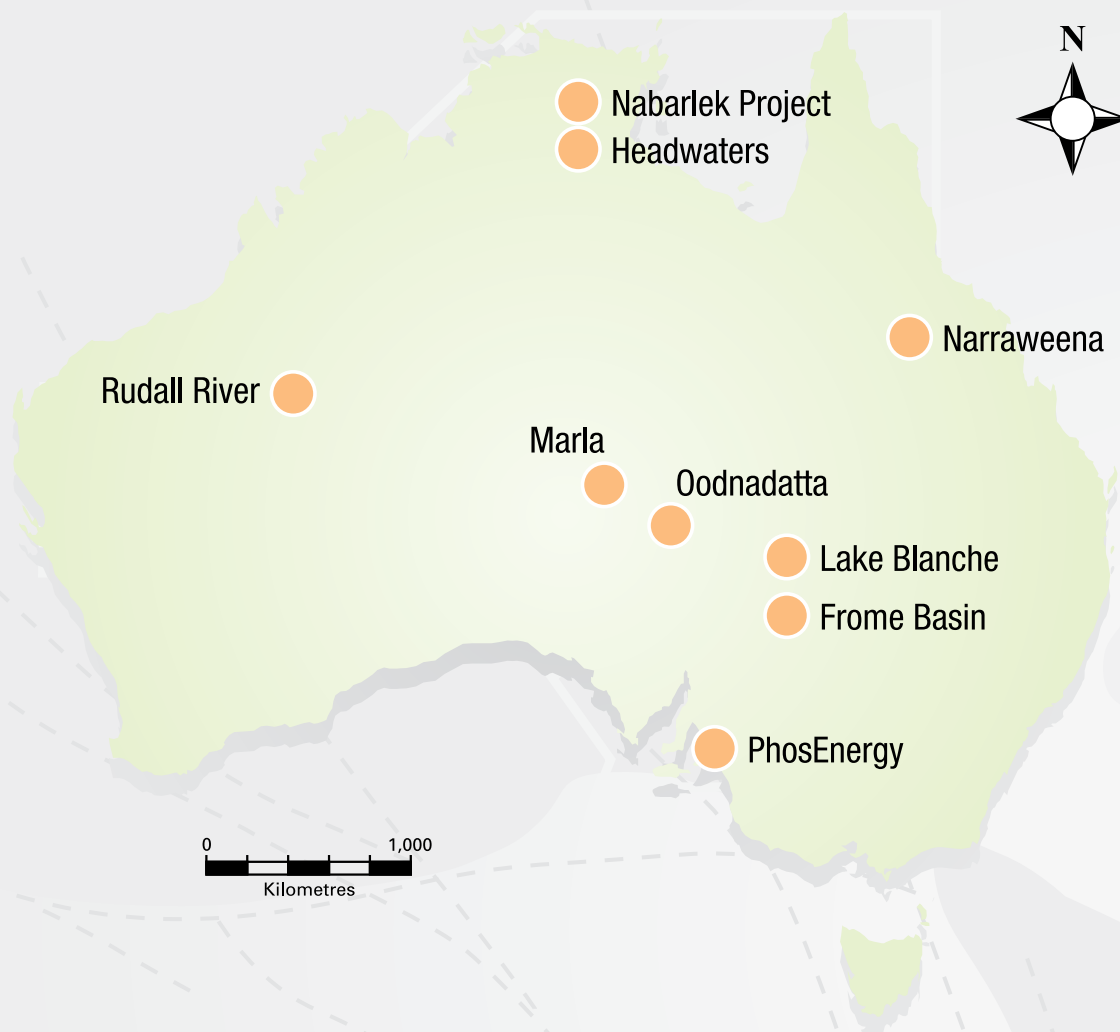 N
Nabarlek Project
Headwaters
Narraweena
Rudall River
Marla
Oodnadatta
Lake Blanche
Frome Basin
PhosEnergy
0 1,000
Kilometres